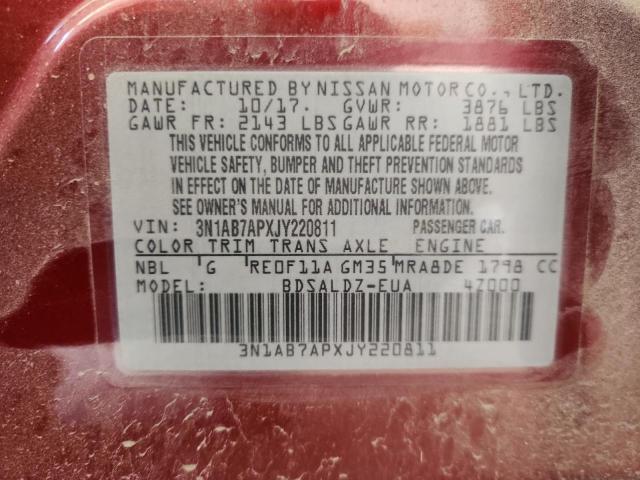 MANUFACTURED BY NISSAN MOTOR CO., LTD.
DATE: 10/17. GVWR: 3876 LBS
GAWR FR: 2143 LBS GAWR RR: 1881 LBS
THIS VEHICLE CONFORMS TO ALL APPLICABLE FEDERAL MOTOR
VEHICLE SAFETY, BUMPER AND THEFT PREVENTION STANDARDS
IN EFFECT ON THE DATE OF MANUFACTURE SHOWN ABOVE.
SEE OWNER'S MANUAL FOR ADDITIONAL INFORMATION.
VIN: 3N1AB7APXJY220811 PASSENGER CAR.
COLOR TRIM TRANS AXLE ENGINE
NBL G RE0F11A GM35 MRA8DE 1798 CC
MODEL: BDSALDZ-EUA 4Z000
3N1AB7APXJY220811